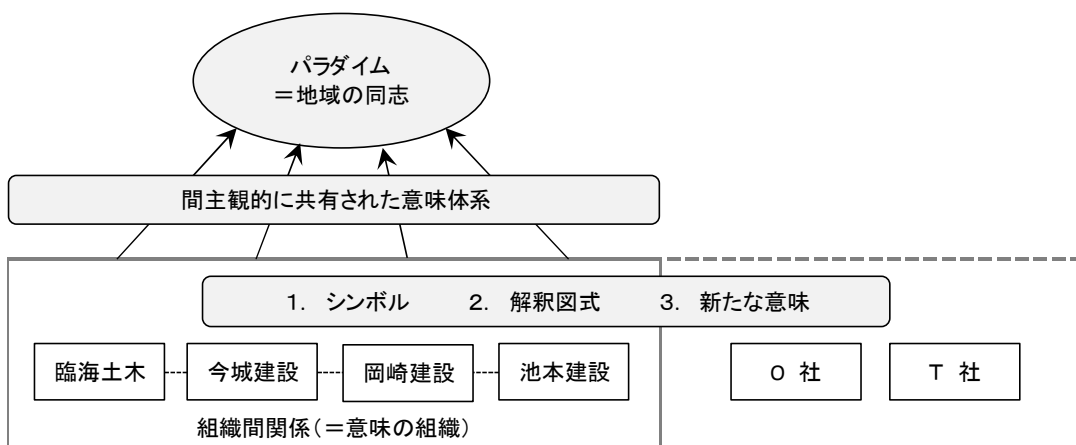 パラダイム
＝地域の同志
間主観的に共有された意味体系
1. シンボル 2. 解釈図式 3. 新たな意味
臨海土木 今城建設 岡崎建設 池本建設 O 社 T 社
組織間関係(＝意味の組織)